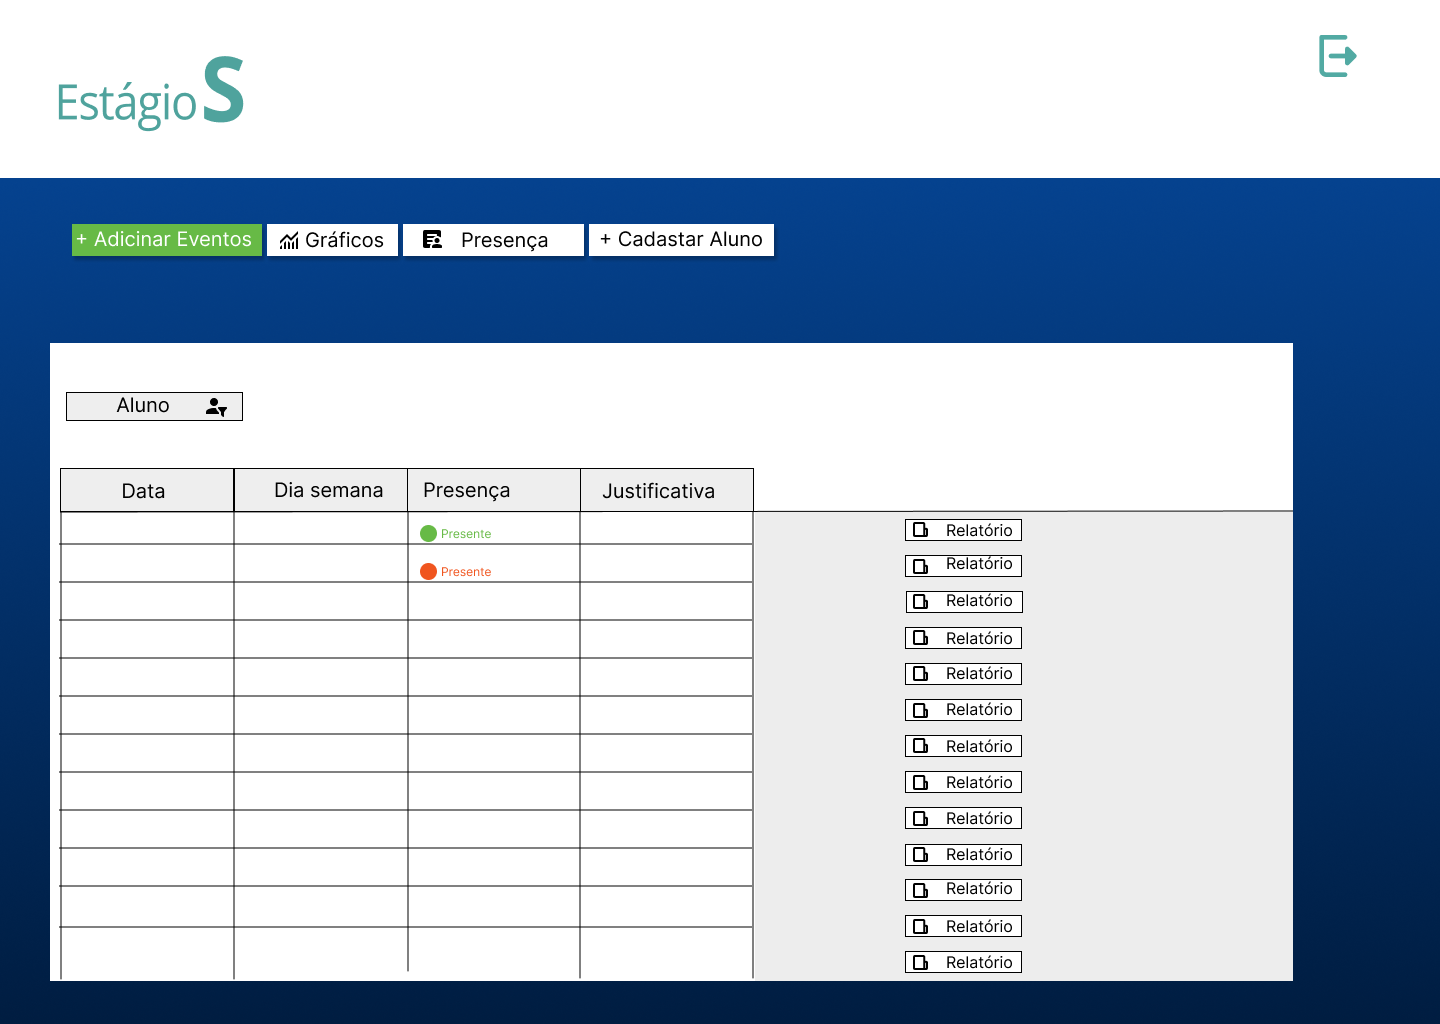 Estágio S
+ Adicinar Eventos
Gráficos
Presença
+ Cadastar Aluno
Aluno
Data
Dia semana
Presença
Justificativa
Presente
Relatório
Relatório
Presente
Relatório
Relatório
Relatório
Relatório
Relatório
Relatório
Relatório
Relatório
Relatório
Relatório
Relatório